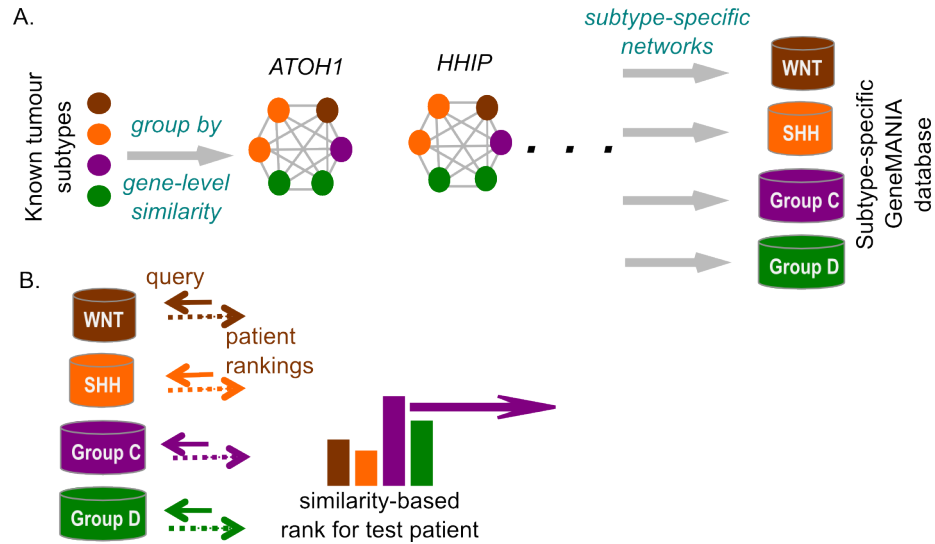 A.
Known tumour
subtypes
group by
gene-level
similarity
ATOH1
HHIP
. . .
subtype-specific
networks
WNT
SHH
Group C
Group D
Subtype-specific
GeneMANIA
database
B.
query
WNT
patient
rankings
SHH
Group C
Group D
similarity-based
rank for test patient